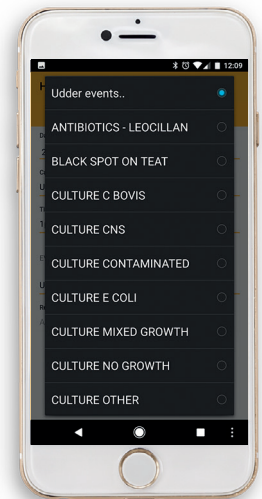 12:09
Udder events..
ANTIBIOTICS - LEOCILLAN
BLACK SPOT ON TEAT
CULTURE C BOVIS
CULTURE CNS
CULTURE CONTAMINATED
CULTURE E COLI
CULTURE MIXED GROWTH
CULTURE NO GROWTH
CULTURE OTHER